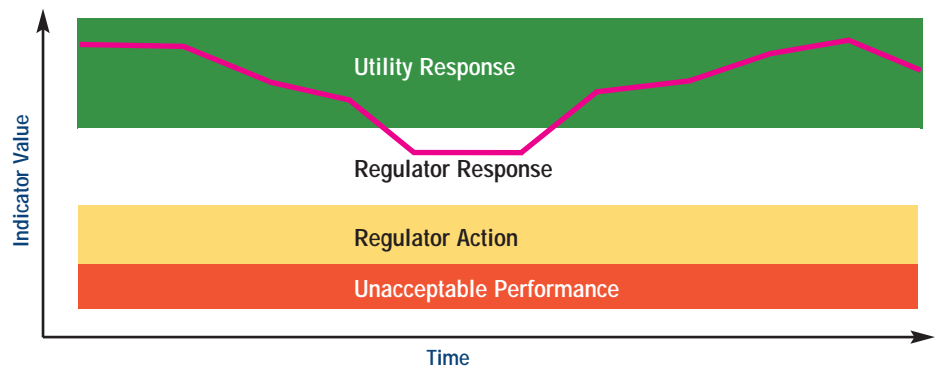 Utility Response
Regulator Response
Regulator Action
Unacceptable Performance
Indicator Value
Time